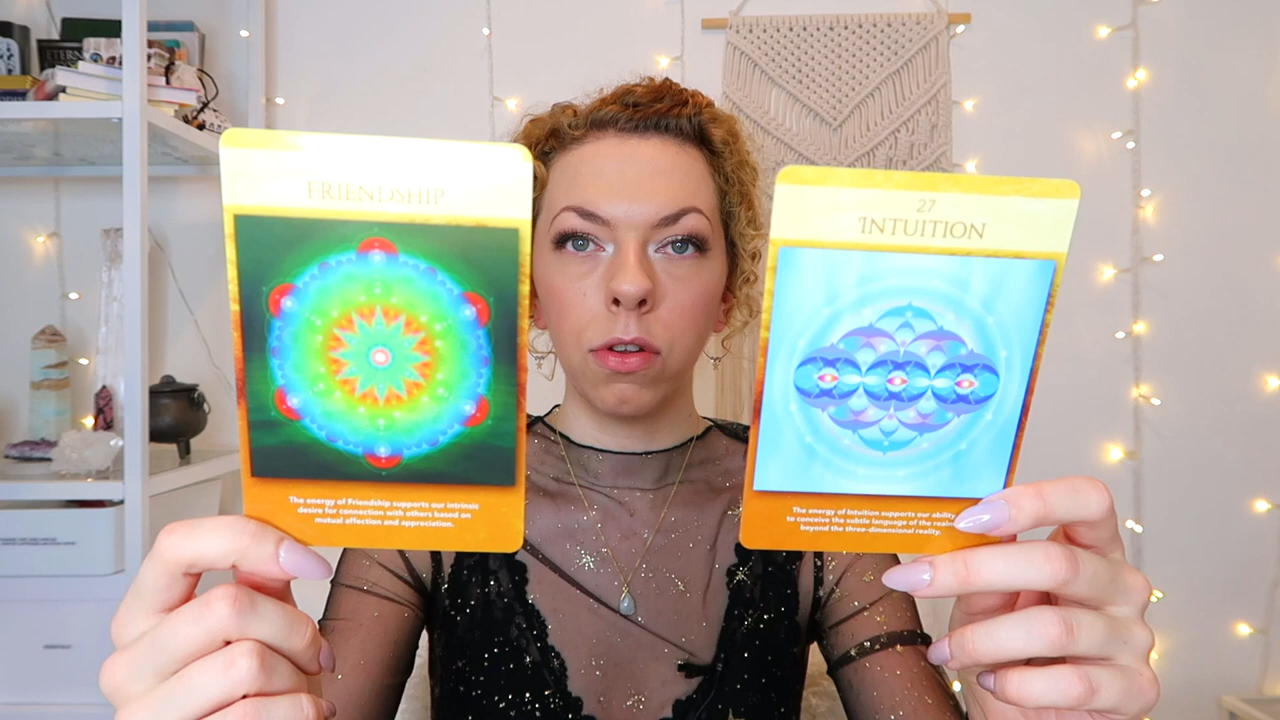 ETERN
FRIENDSHIP
The energy of Friendship supports our intrinsic
desire for connection with others based on
mutual affection and appreciation.
27
INTUITION
The energy of Intuition supports our ability
to conceive the subtle language of the realm
beyond the three-dimensional reality.